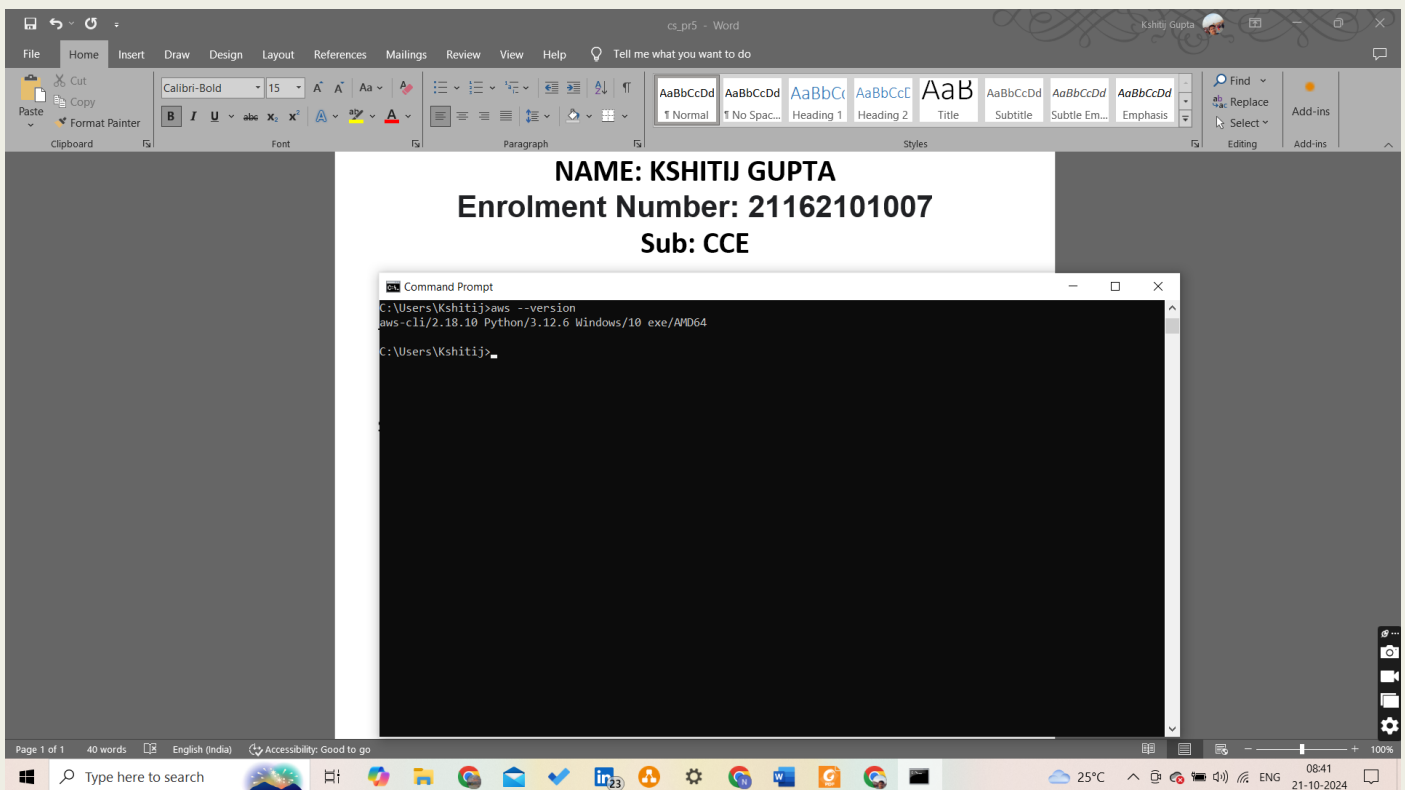 cs_pr5 - Word
Kshitij Gupta
File Home Insert Draw Design Layout References Mailings Review View Help Tell me what you want to do
Paste
Cut
Copy
Format Painter
Clipboard
Calibri-Bold 15
Font
Paragraph
AaBbCcDd AaBbCcDd AaBbC AaBbCcE AaB AaBbCcDd AaBbCcDd AaBbCcDd
¶ Normal ¶ No Spac... Heading 1 Heading 2 Title Subtitle Subtle Em... Emphasis
Styles
Find
Replace
Select
Editing
Add-ins
Add-ins
NAME: KSHITIJ GUPTA
Enrolment Number: 21162101007
Sub: CCE
Command Prompt
C:\Users\Kshitij>aws --version
aws-cli/2.18.10 Python/3.12.6 Windows/10 exe/AMD64
C:\Users\Kshitij>
Page 1 of 1 40 words English (India) Accessibility: Good to go 100%
Type here to search
23
25°C
ENG
08:41
21-10-2024